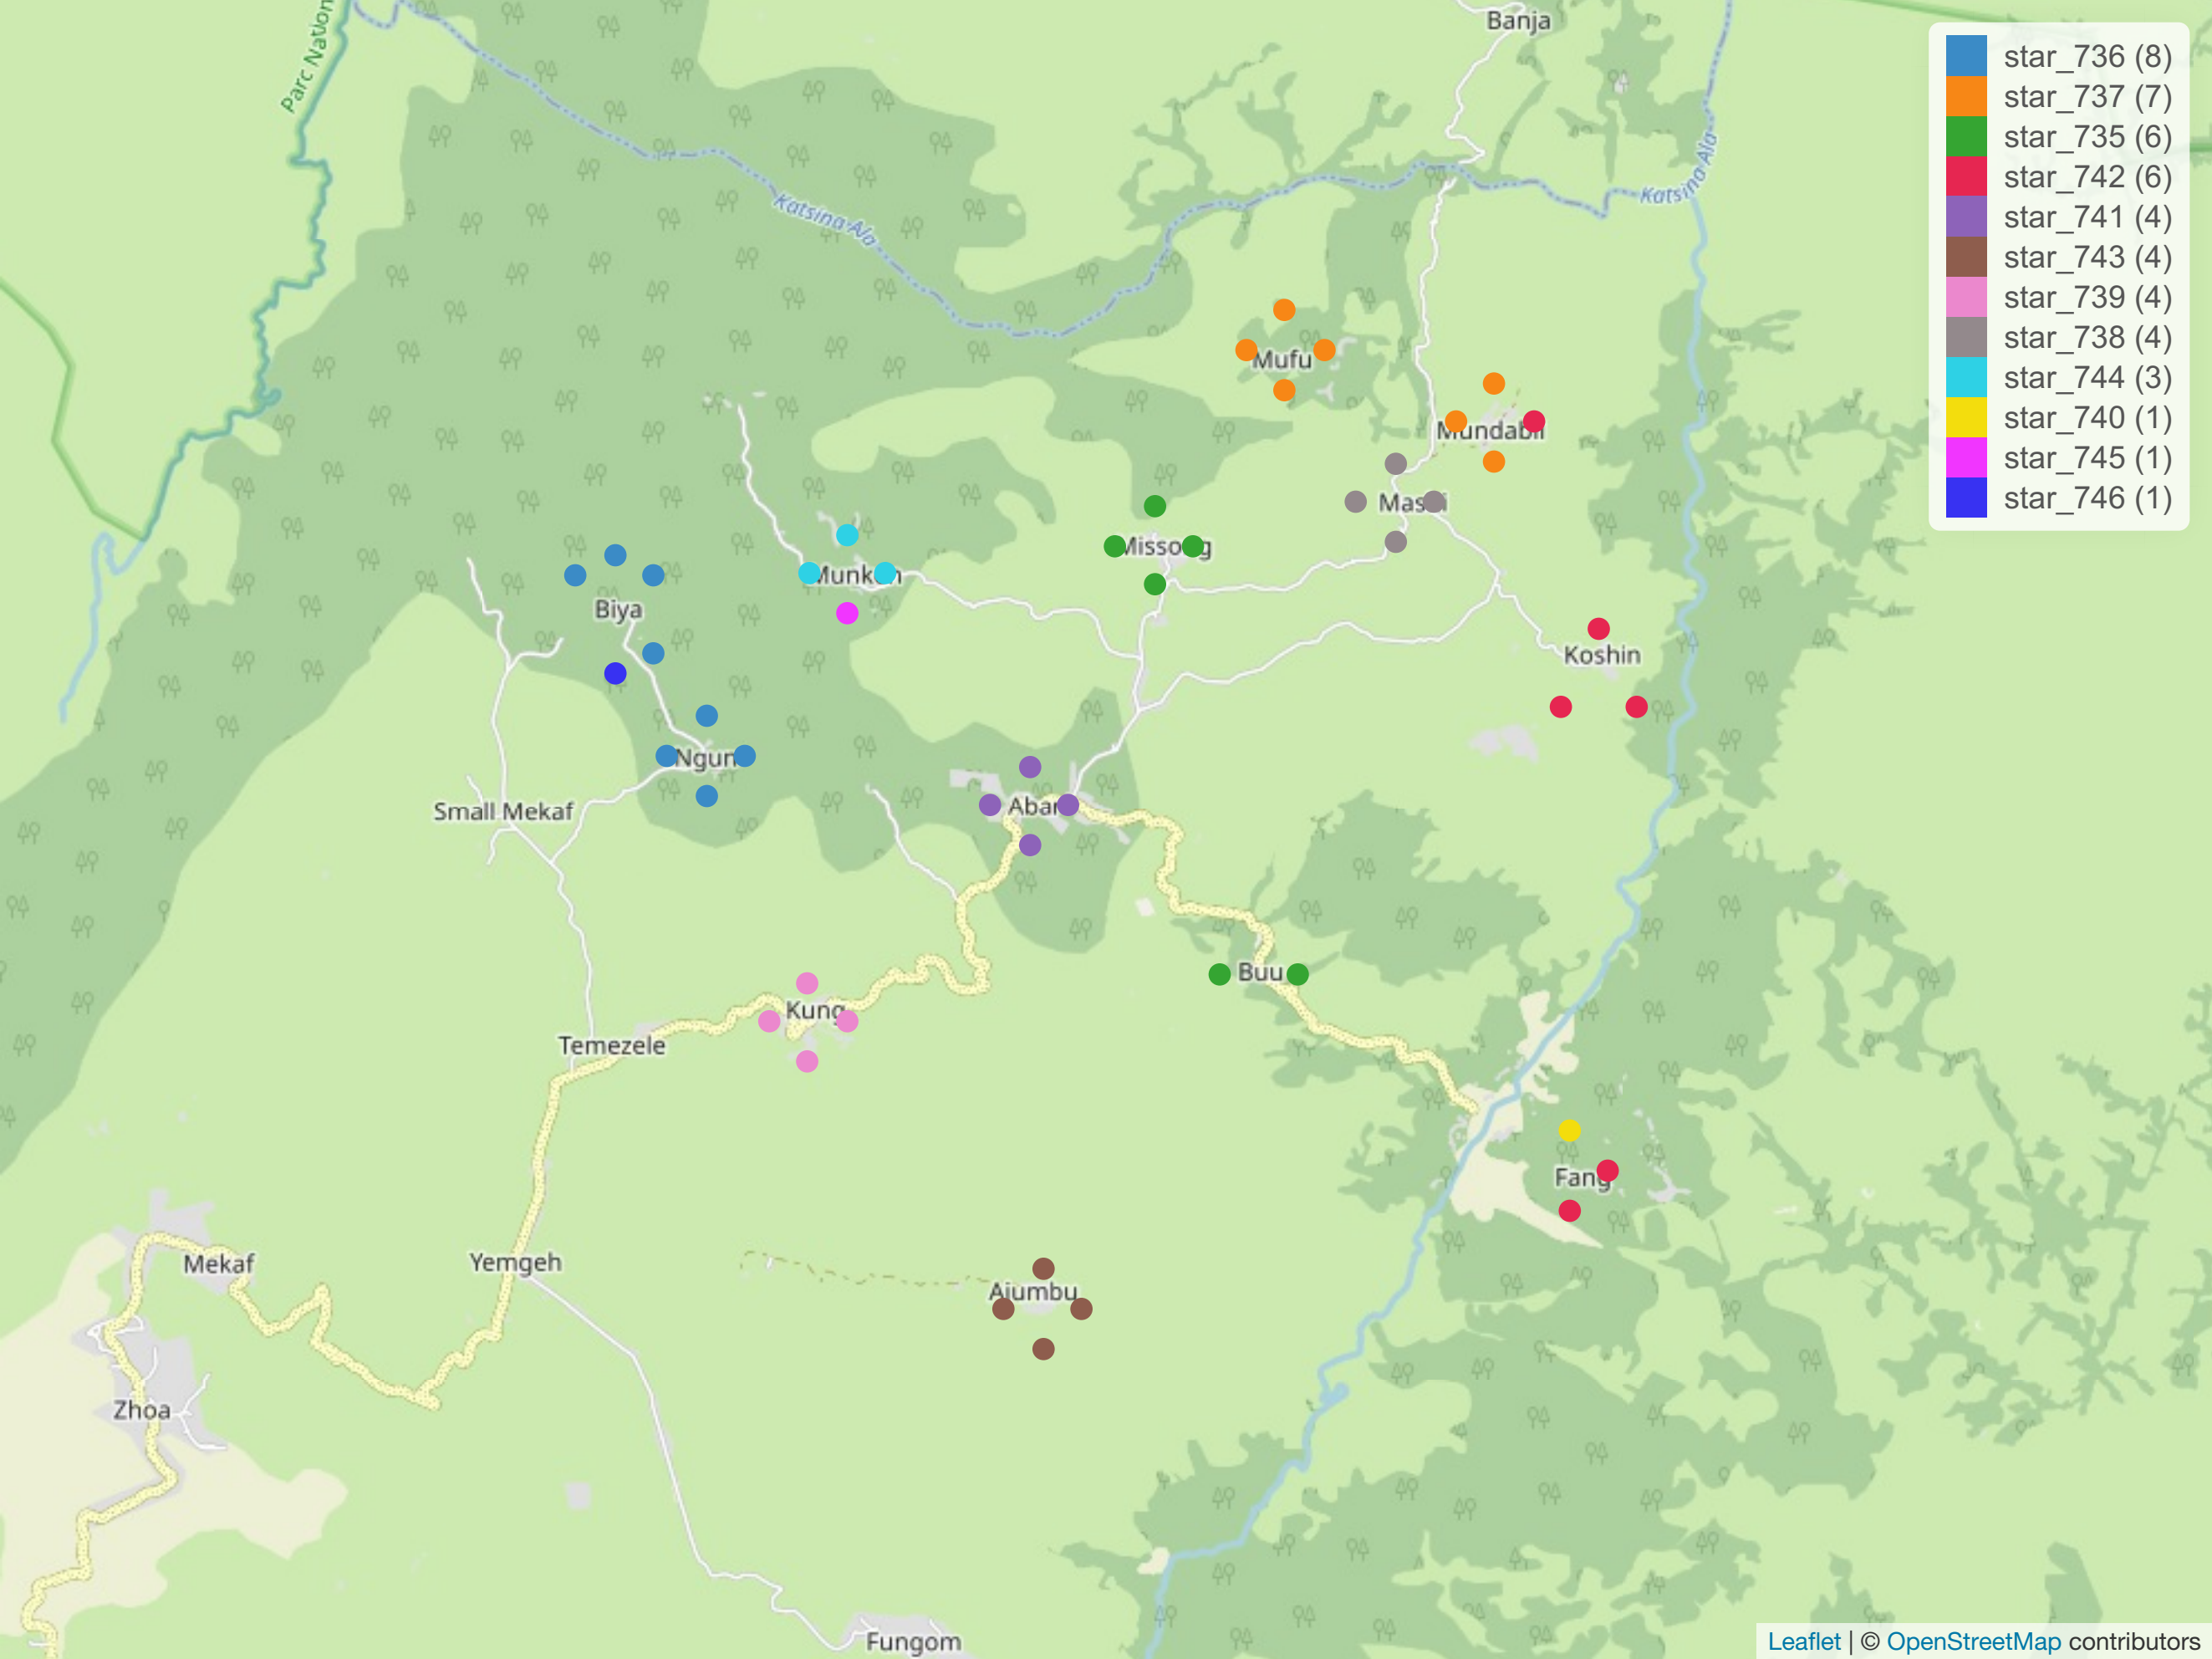 Banja
Parc Nation
star_736 (8)
star_737 (7)
star_735 (6)
star_742 (6)
star_741 (4)
star_743 (4)
star_739 (4)
star_738 (4)
star_744 (3)
star_740 (1)
star_745 (1)
star_746 (1)
Katsina-Ala
Katsina-Ala
Mufu
Mundabli
Missong
Biya
Koshin
Ngun
Small Mekaf
Abar
Buu
Kung
Temezele
Fang
Mekaf
Yemgeh
Ajumbu
Zhoa
Fungom
Leaflet | © OpenStreetMap contributors